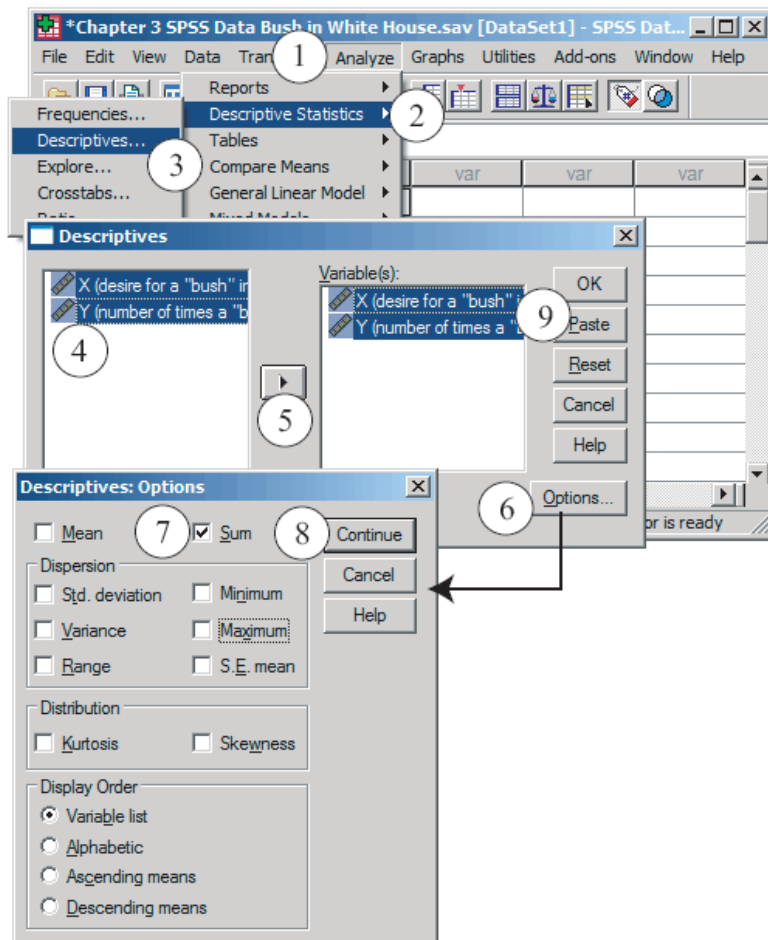 *Chapter 3 SPSS Data Bush in White House.sav [DataSet1] - SPSS Dat...
File Edit View Data Tran 1 Analyze Graphs Utilities Add-ons Window Help
Reports
Descriptive Statistics 2
Tables
Compare Means
General Linear Model
Mixed Models
Frequencies...
Descriptives...
3
Explore...
Crosstabs...
Ratio
var var var
Descriptives
X (desire for a "bush" in
Y (number of times a "b
4
5
Variable(s):
X (desire for a "bush"
Y (number of times a "
9
OK
Paste
Reset
Cancel
Help
6 Options...
or is ready
Descriptives: Options
Mean 7 Sum 8 Continue
Cancel
Help
Dispersion
Std. deviation Minimum
Variance Maximum
Range S.E. mean
Distribution
Kurtosis Skewness
Display Order
Variable list
Alphabetic
Ascending means
Descending means